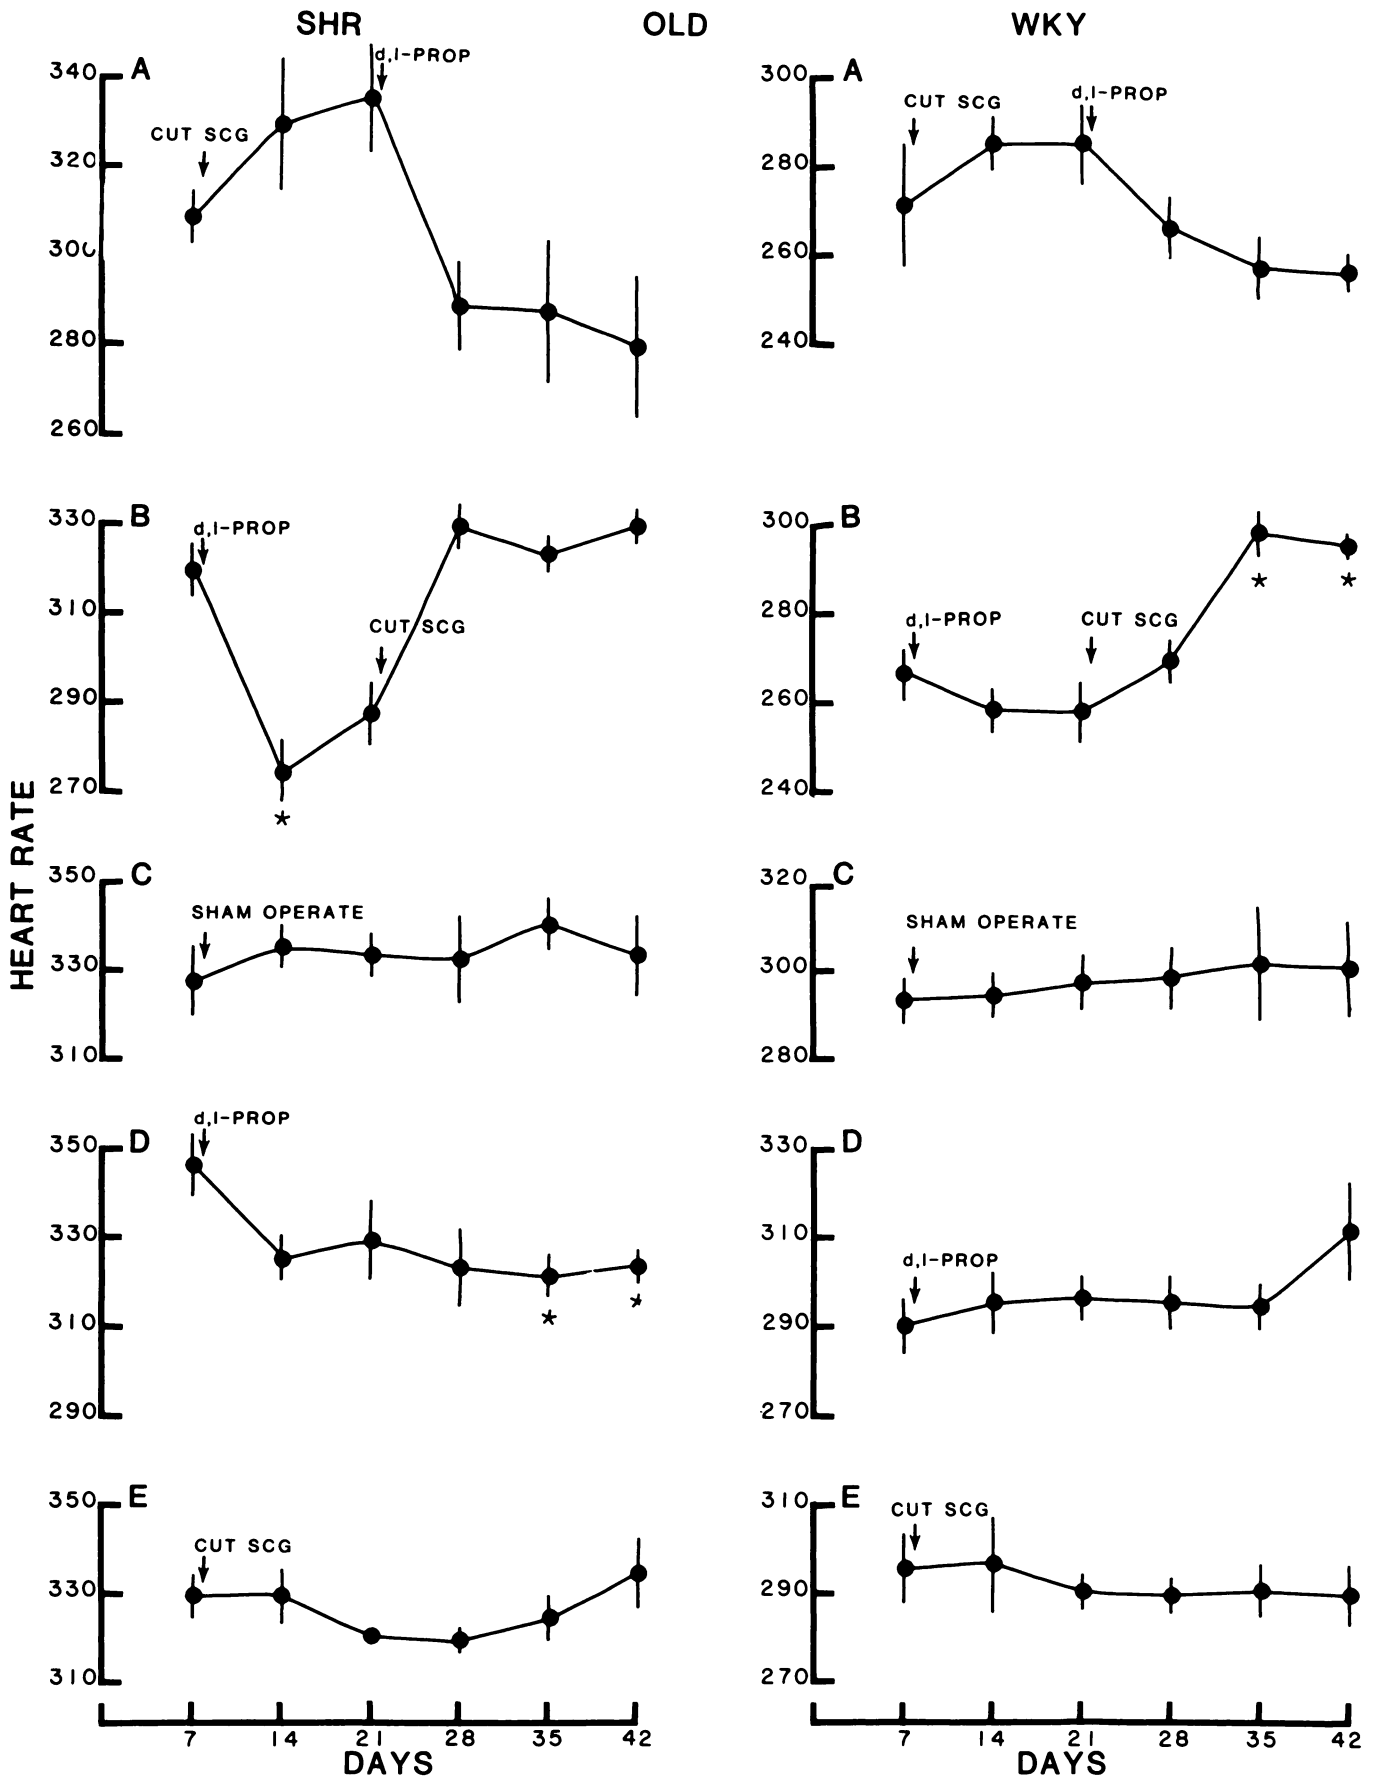 SHR OLD WKY
340 A d,l-PROP
CUT SCG
320
300
280
260
300 A d,l-PROP
CUT SCG
280
260
240
330 B
d,l-PROP
310
CUT SCG
290
270
*
300 B
* *
280
d,l-PROP CUT SCG
260
240
HEART RATE
350 C
SHAM OPERATE
330
310
320 C
SHAM OPERATE
300
280
d,l-PROP
350 D
330
310
* *
290
330 D
310
d,l-PROP
290
270
350 E
CUT SCG
330
310
310 E
CUT SCG
290
270
7 14 21 28 35 42
DAYS
7 14 21 28 35 42
DAYS